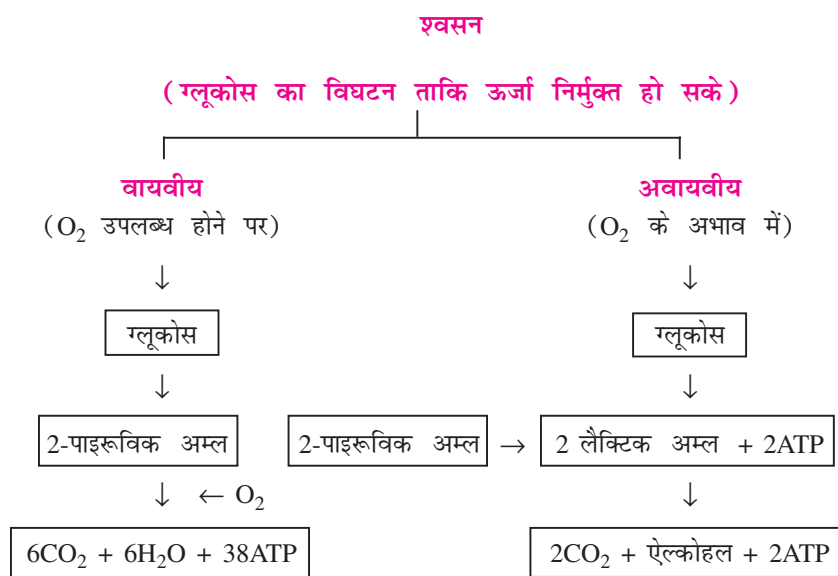 श्वसन
(ग्लूकोस का विघटन ताकि ऊर्जा निर्मुक्त हो सके)
वायवीय अवायवीय
(O₂ उपलब्ध होने पर) (O₂ के अभाव में)
↓ ↓
ग्लूकोस ग्लूकोस
↓ ↓
2-पाइरूविक अम्ल 2-पाइरूविक अम्ल → 2 लैक्टिक अम्ल + 2ATP
↓ ← O₂ ↓
6CO₂ + 6H₂O + 38ATP 2CO₂ + ऐल्कोहल + 2ATP